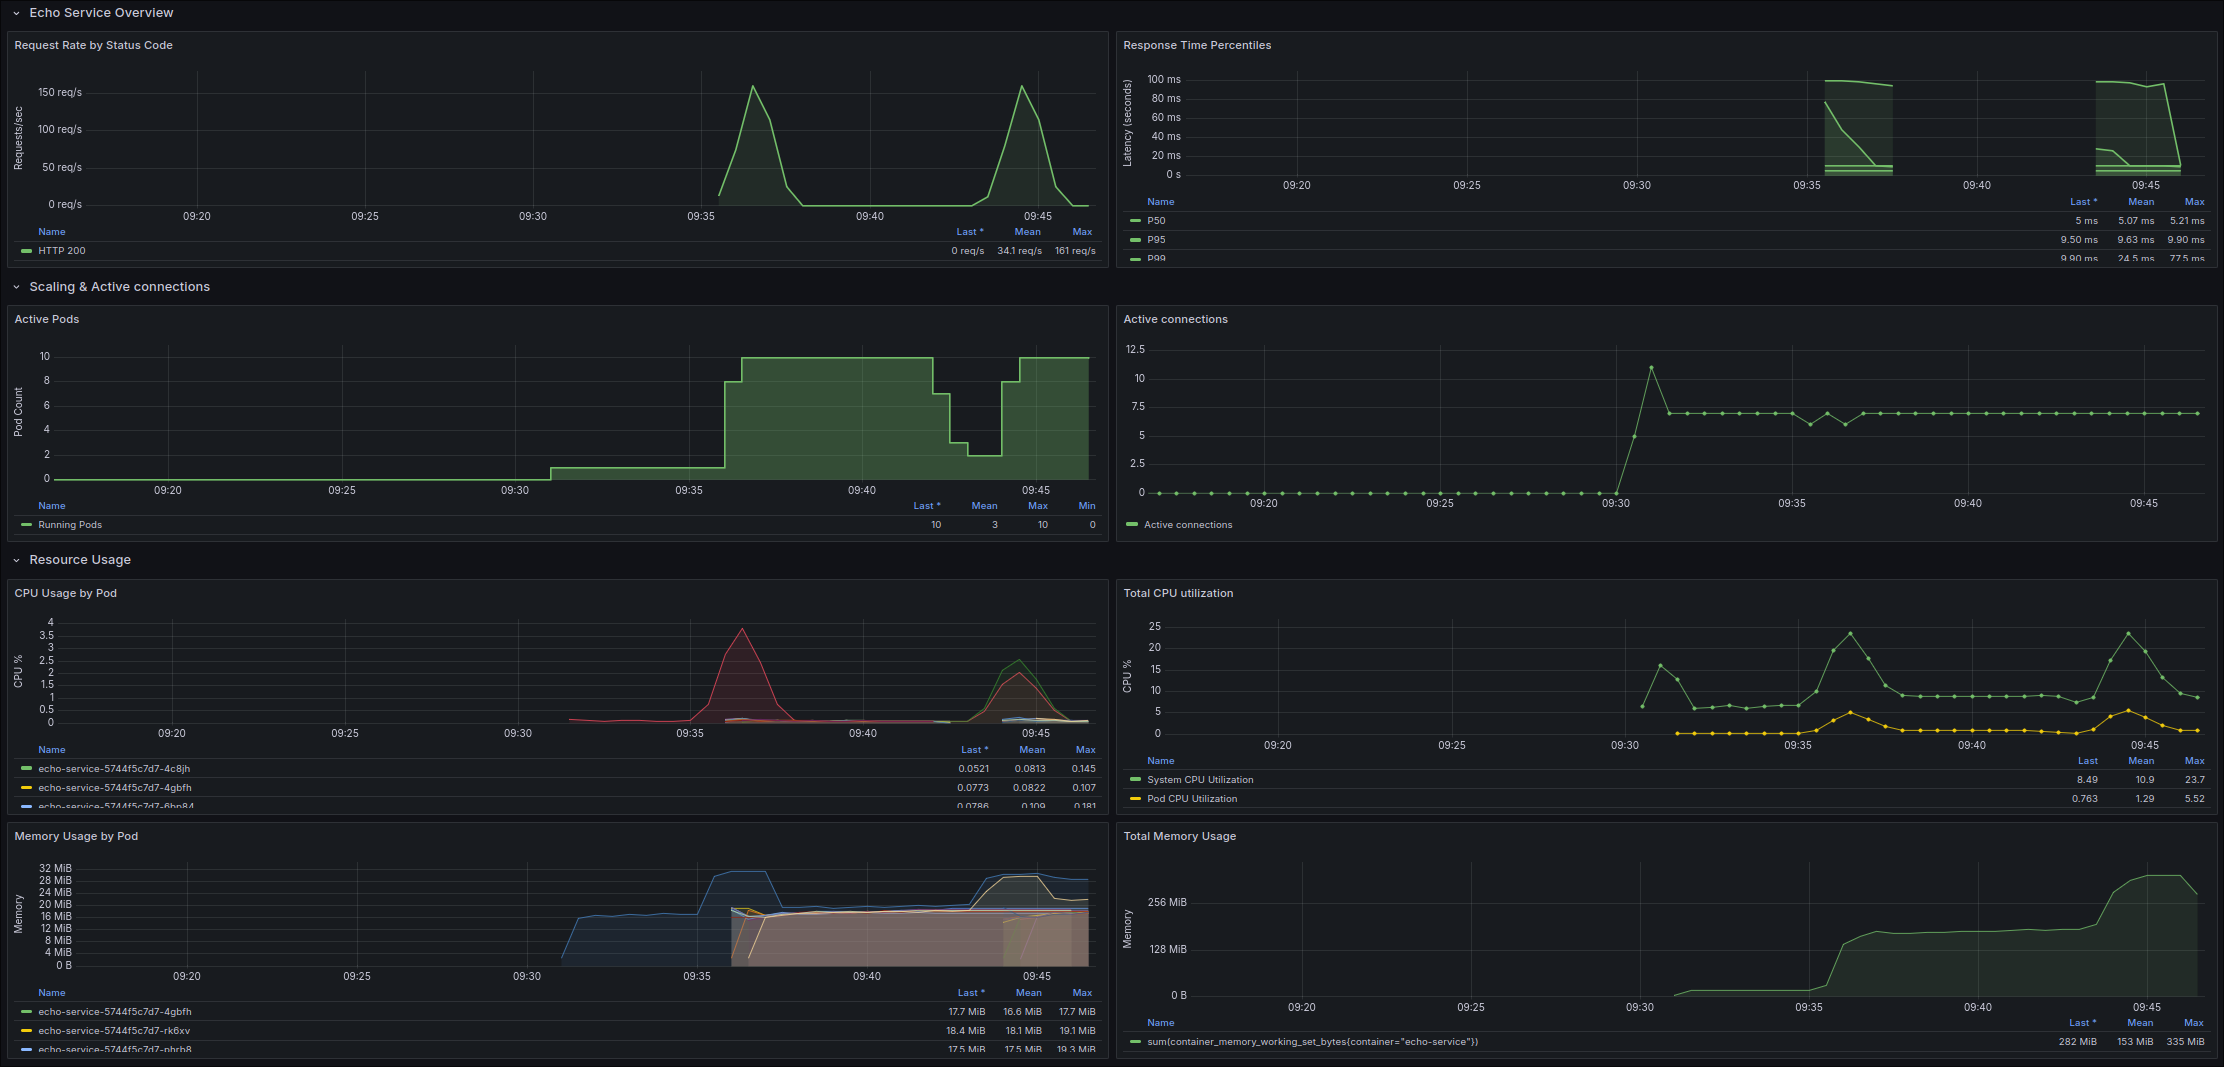 Echo Service Overview
Request Rate by Status Code
Requests/sec
150 req/s
100 req/s
50 req/s
0 req/s
09:20 09:25 09:30 09:35 09:40 09:45
Name Last * Mean Max
HTTP 200 0 req/s 34.1 req/s 161 req/s
Response Time Percentiles
Latency (seconds)
100 ms
80 ms
60 ms
40 ms
20 ms
0 s
09:20 09:25 09:30 09:35 09:40 09:45
Name Last * Mean Max
P50 5 ms 5.07 ms 5.21 ms
P95 9.50 ms 9.63 ms 9.90 ms
P99 9.90 ms 24.5 ms 77.5 ms
Scaling & Active connections
Active Pods
Pod Count
10
8
6
4
2
0
09:20 09:25 09:30 09:35 09:40 09:45
Name Last * Mean Max Min
Running Pods 10 3 10 0
Active connections
12.5
10
7.5
5
2.5
0
09:20 09:25 09:30 09:35 09:40 09:45
Active connections
Resource Usage
CPU Usage by Pod
CPU %
4
3.5
3
2.5
2
1.5
1
0.5
0
09:20 09:25 09:30 09:35 09:40 09:45
Name Last * Mean Max
echo-service-5744f5c7d7-4c8jh 0.0521 0.0813 0.145
echo-service-5744f5c7d7-4gbfh 0.0773 0.0822 0.107
echo-service-5744f5c7d7-6bn84 0.0786 0.109 0.181
Total CPU utilization
CPU %
25
20
15
10
5
0
09:20 09:25 09:30 09:35 09:40 09:45
Name Last Mean Max
System CPU Utilization 8.49 10.9 23.7
Pod CPU Utilization 0.763 1.29 5.52
Memory Usage by Pod
Memory
32 MiB
28 MiB
24 MiB
20 MiB
16 MiB
12 MiB
8 MiB
4 MiB
0 B
09:20 09:25 09:30 09:35 09:40 09:45
Name Last * Mean Max
echo-service-5744f5c7d7-4gbfh 17.7 MiB 16.6 MiB 17.7 MiB
echo-service-5744f5c7d7-rk6xv 18.4 MiB 18.1 MiB 19.1 MiB
echo-service-5744f5c7d7-phrb8 17.5 MiB 17.5 MiB 19.3 MiB
Total Memory Usage
Memory
256 MiB
128 MiB
0 B
09:20 09:25 09:30 09:35 09:40 09:45
Name Last * Mean Max
sum(container_memory_working_set_bytes{container="echo-service"}) 282 MiB 153 MiB 335 MiB